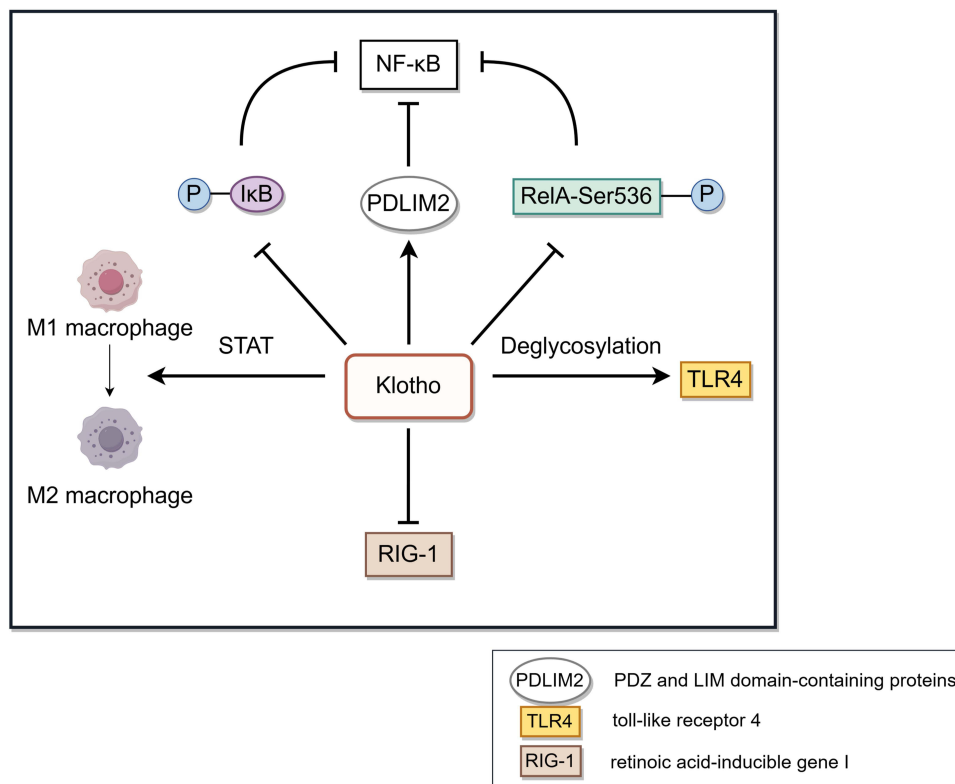 NF-κB
P
IκB
PDLIM2
RelA-Ser536
P
M1 macrophage
STAT
Deglycosylation
Klotho
TLR4
M2 macrophage
RIG-1
PDLIM2 PDZ and LIM domain-containing proteins
TLR4 toll-like receptor 4
RIG-1 retinoic acid-inducible gene I